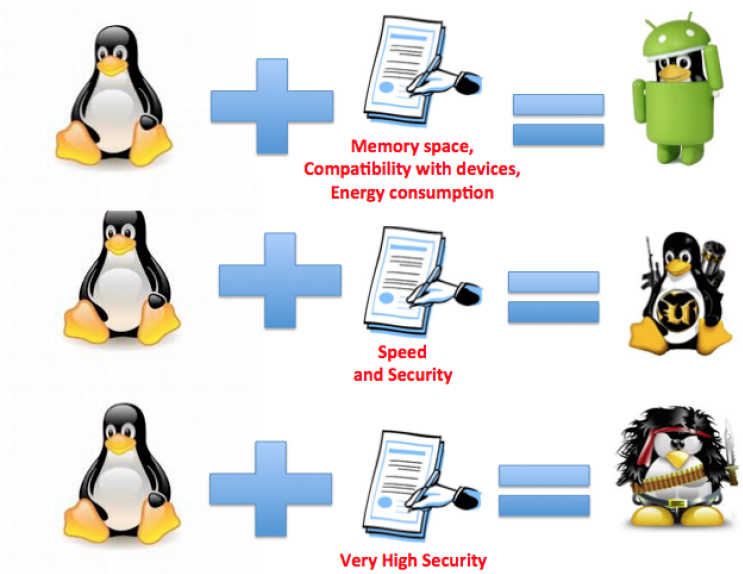 Memory space,
Compatibility with devices,
Energy consumption
Speed
and Security
Very High Security